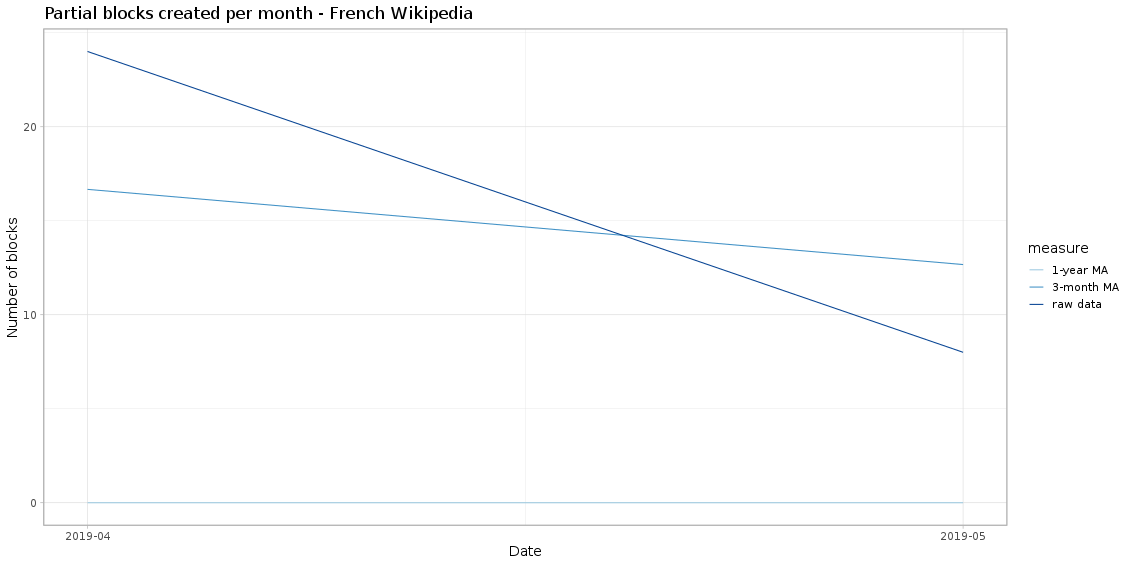 Partial blocks created per month - French Wikipedia
Number of blocks
20
10
0
2019-04
2019-05
Date
measure
1-year MA
3-month MA
raw data